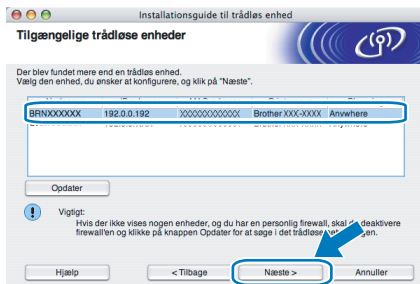 Installationsguide til trådløs enhed
Tilgængelige trådløse enheder
Der blev fundet mere end en trådløs enhed.
Vælg den enhed, du ønsker at konfigurere, og klik på "Næste".
BRNXXXXXX 192.0.0.192 XXXXXXXXXXXX Brother XXX-XXXX Anywhere
Opdater
Vigtigt:
Hvis der ikke vises nogen enheder, og du har en personlig firewall, skal deaktivere
firewall'en og klikke på knappen Opdater for at søge i det trådløse
Hjælp < Tilbage Næste > Annuller